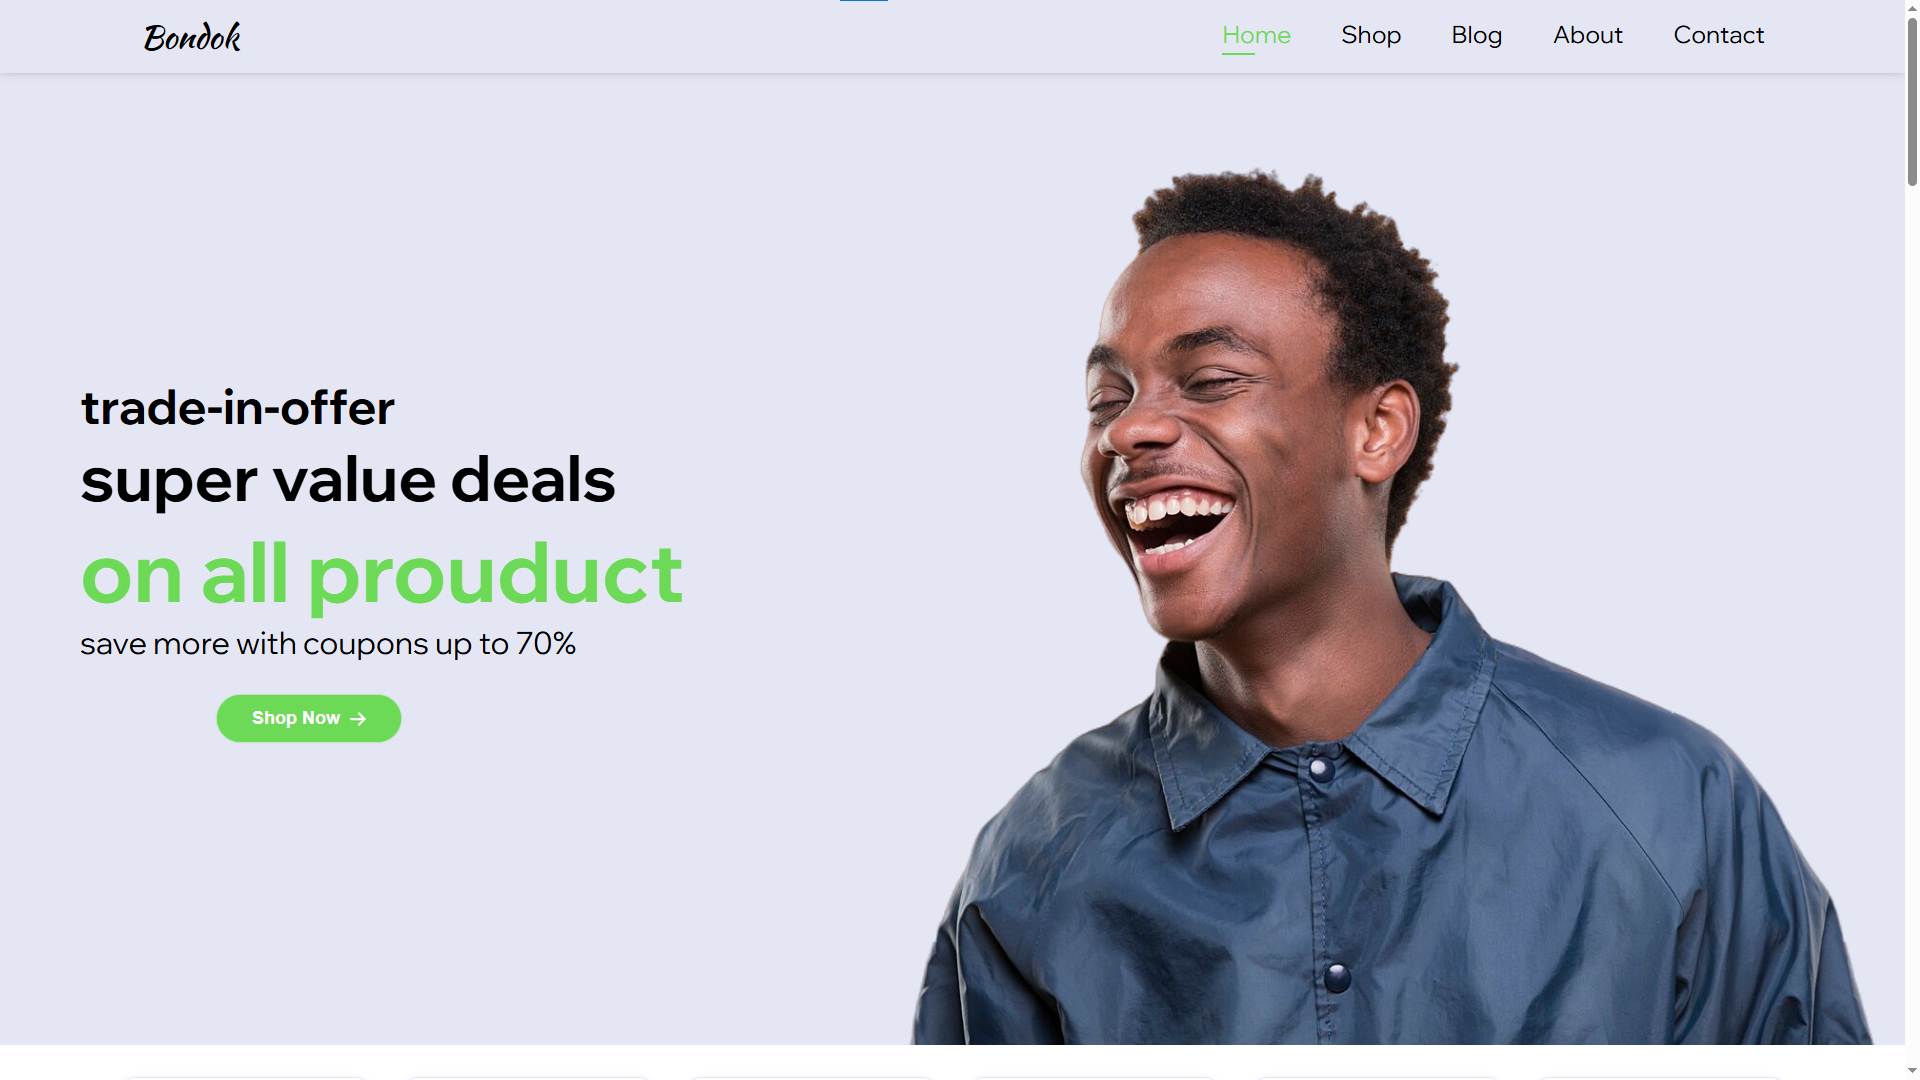 Bondok
Home Shop Blog About Contact
trade-in-offer
super value deals
on all prouduct
save more with coupons up to 70%
Shop Now →